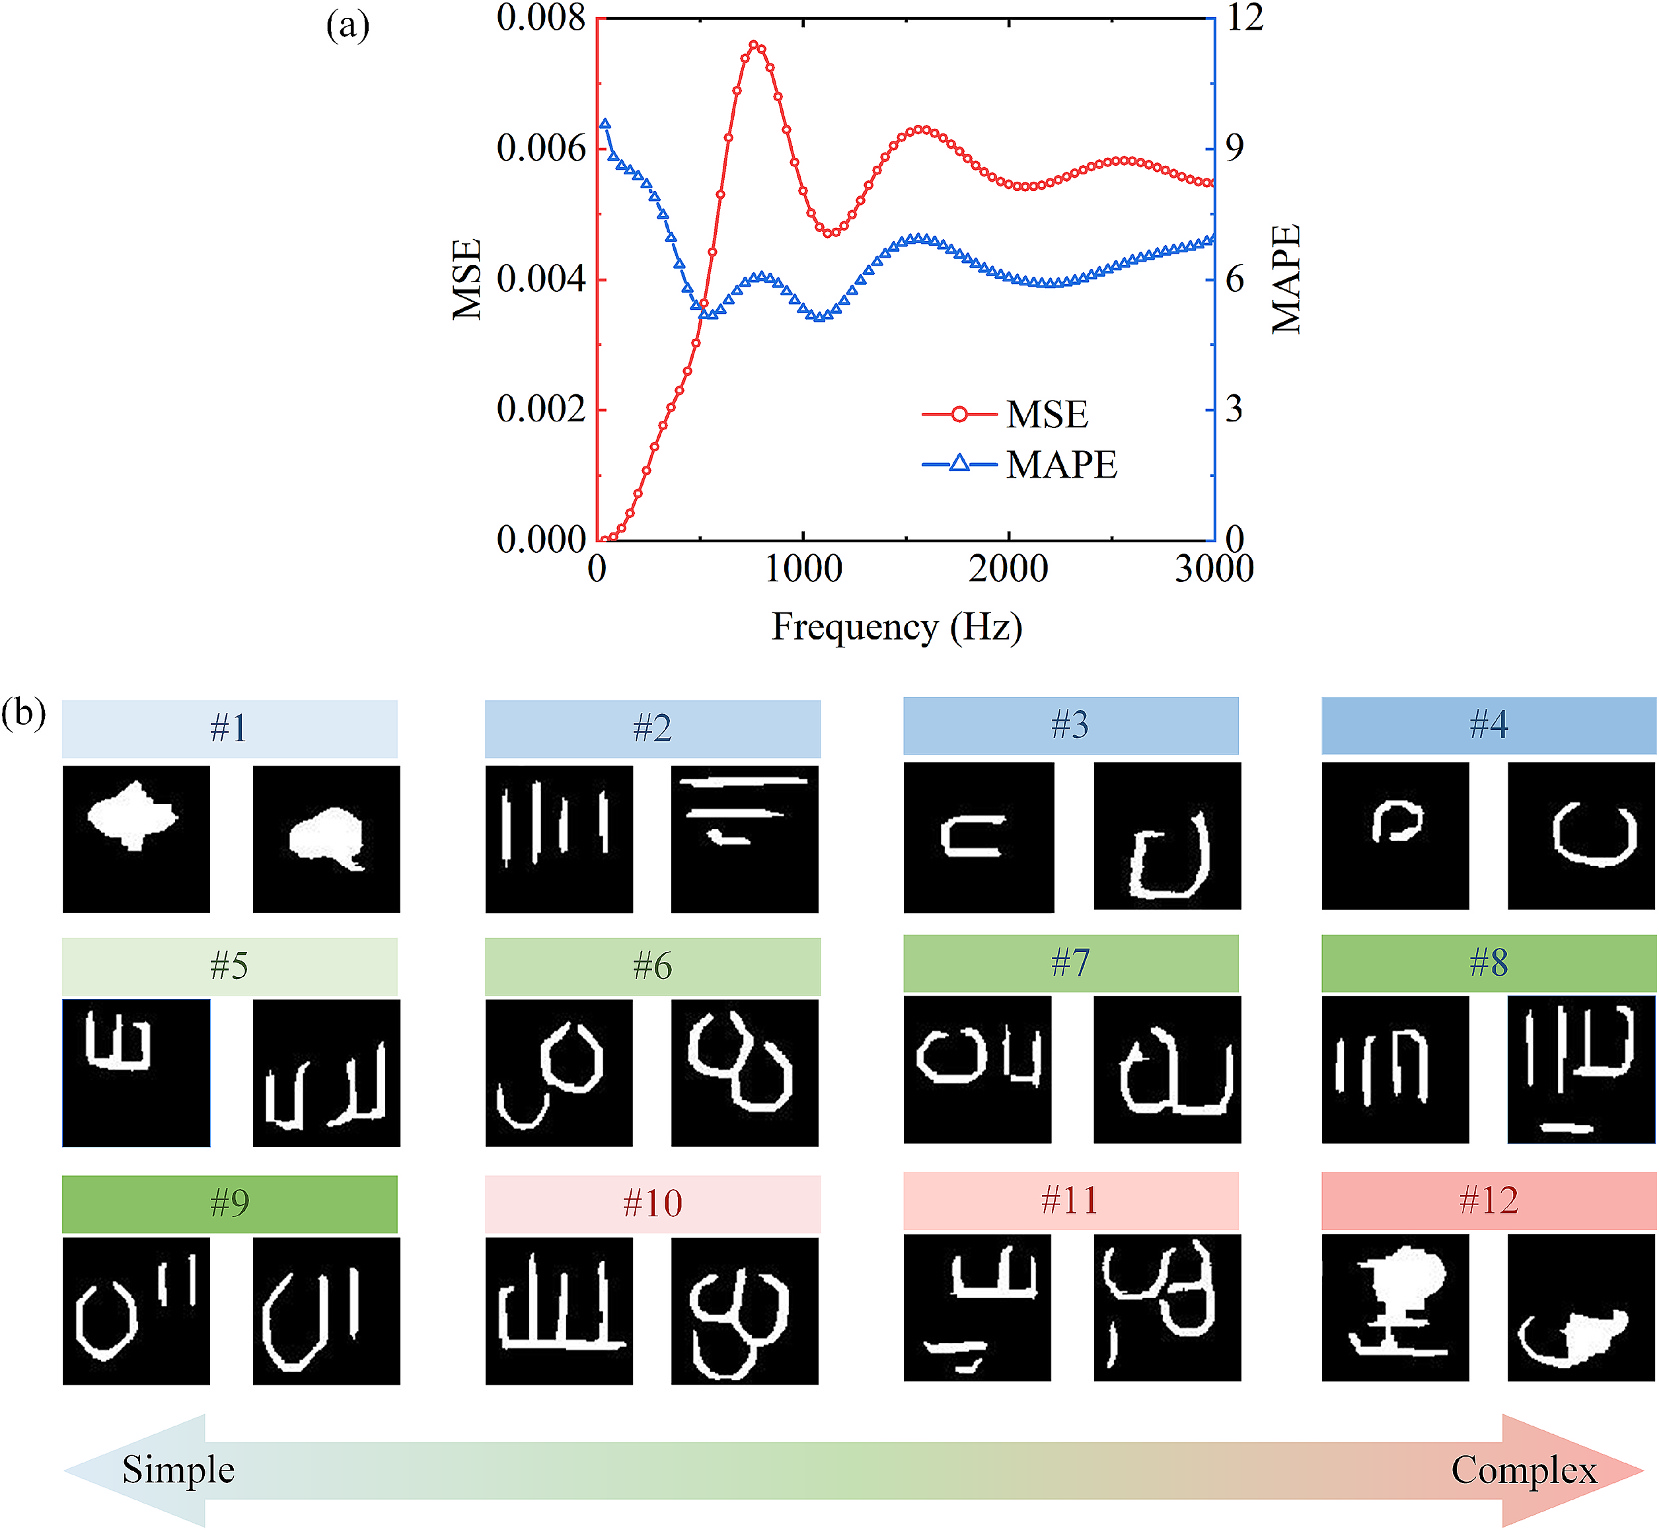 (a)
0.008
0.006
0.004
0.002
0.000
MSE
12
9
6
3
0
MAPE
MSE
MAPE
0 1000 2000 3000
Frequency (Hz)
(b)
#1 #2 #3 #4
#5 #6 #7 #8
#9 #10 #11 #12
Simple Complex